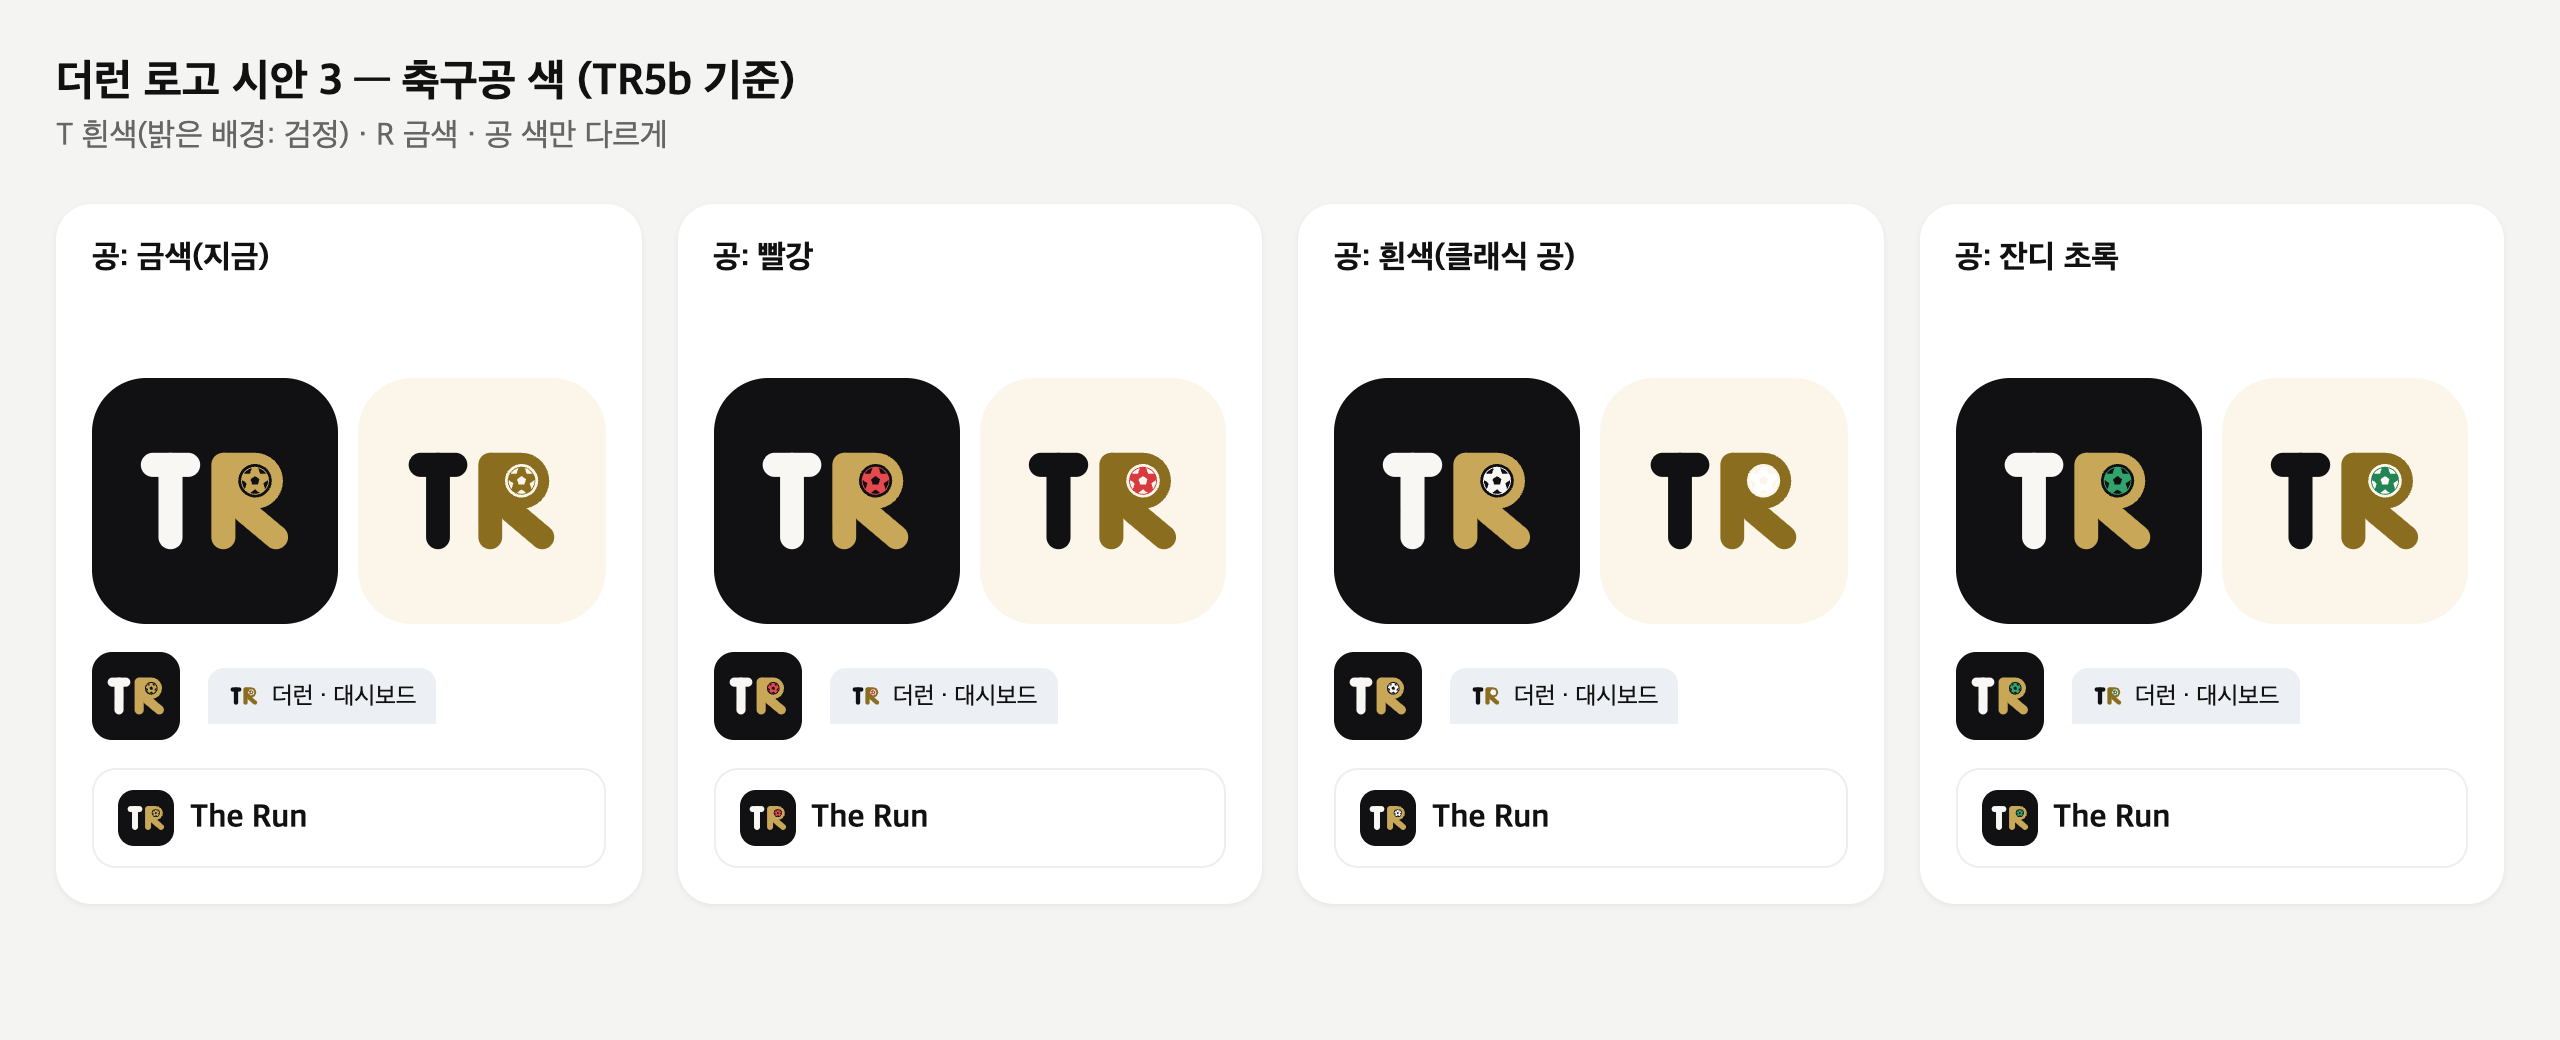 더런 로고 시안 3 — 축구공 색 (TR5b 기준)
T 흰색(밝은 배경: 검정) · R 금색 · 공 색만 다르게
공: 금색(지금)
TR
TR
TR
TR 더런 · 대시보드
TR The Run
공: 빨강
TR
TR
TR
TR 더런 · 대시보드
TR The Run
공: 흰색(클래식 공)
TR
TR
TR
TR 더런 · 대시보드
TR The Run
공: 잔디 초록
TR
TR
TR
TR 더런 · 대시보드
TR The Run